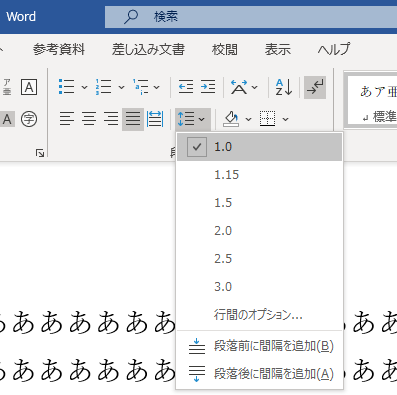 Word 検索
参考資料 差し込み文書 校閲 表示 ヘルプ
ア 亜 A
A 字
A Z
あア亜
標準
1.0
1.15
1.5
2.0
2.5
3.0
行間のオプション...
段落前に間隔を追加(B)
段落後に間隔を追加(A)
ああああああ ああ
ああああああ ああ